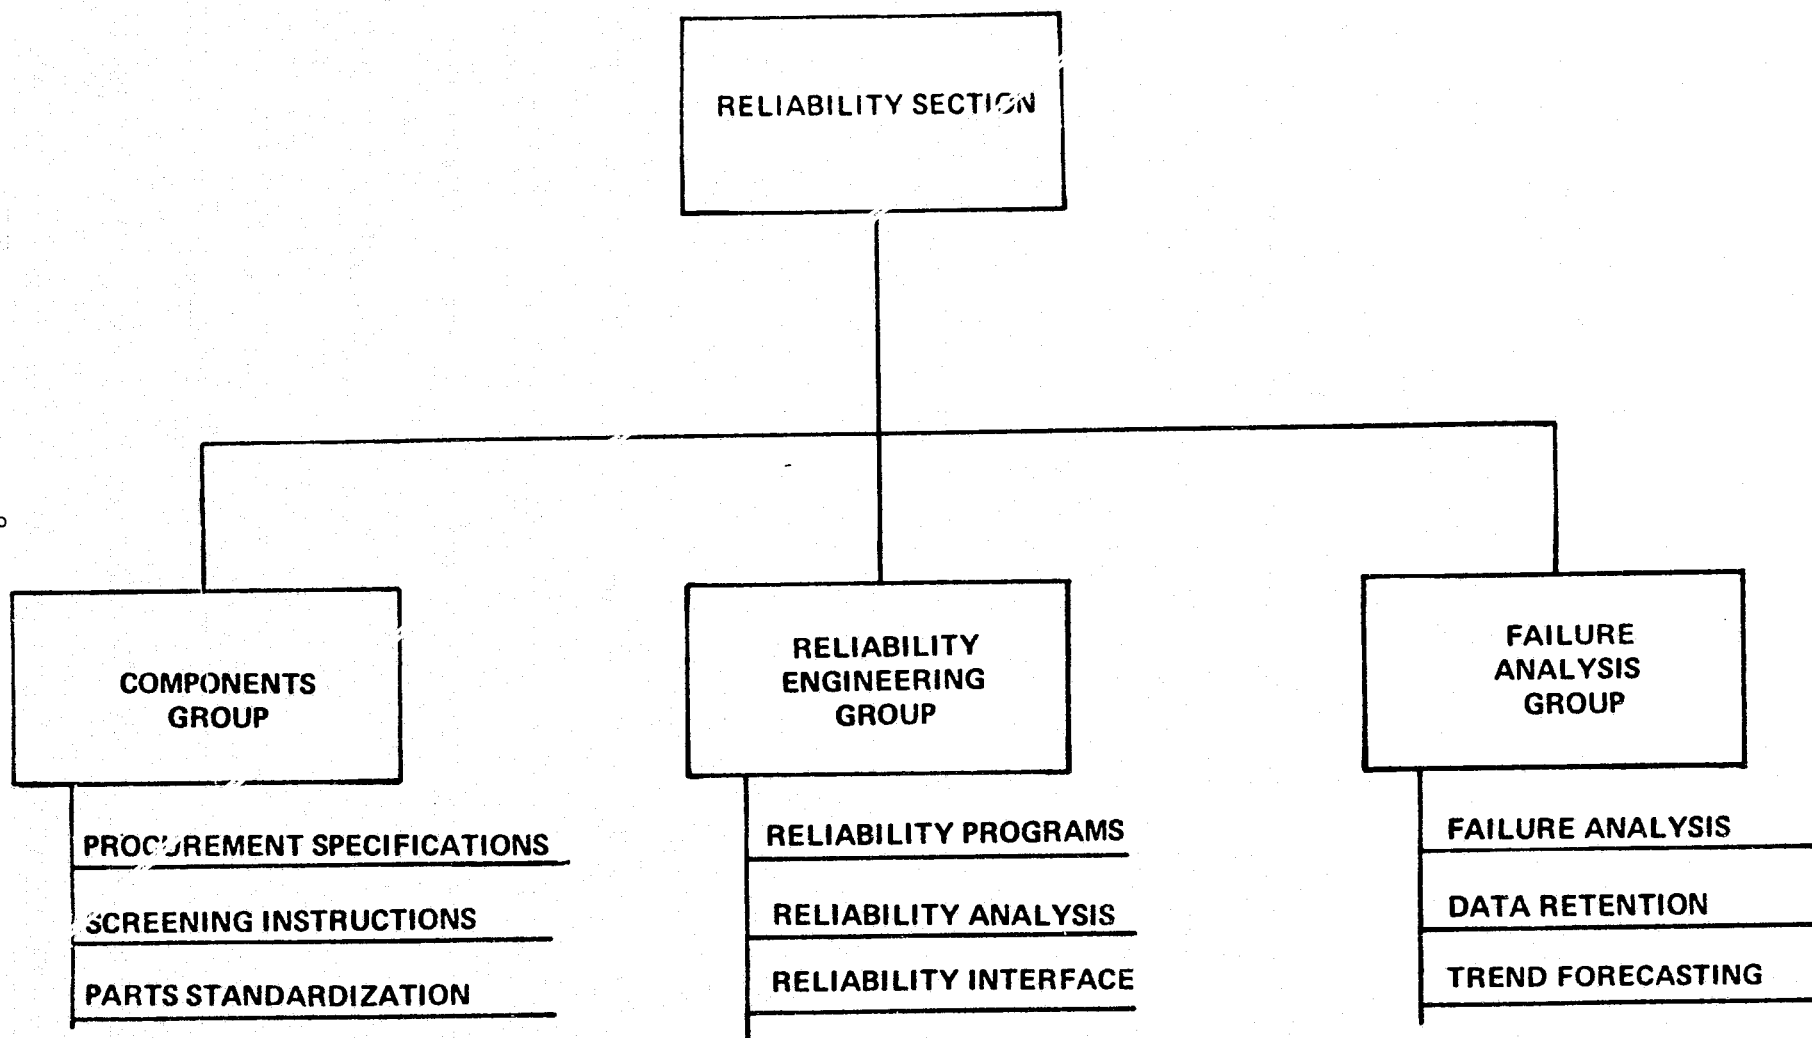 RELIABILITY SECTION
COMPONENTS
GROUP
PROCUREMENT SPECIFICATIONS
SCREENING INSTRUCTIONS
PARTS STANDARDIZATION
RELIABILITY
ENGINEERING
GROUP
RELIABILITY PROGRAMS
RELIABILITY ANALYSIS
RELIABILITY INTERFACE
FAILURE
ANALYSIS
GROUP
FAILURE ANALYSIS
DATA RETENTION
TREND FORECASTING